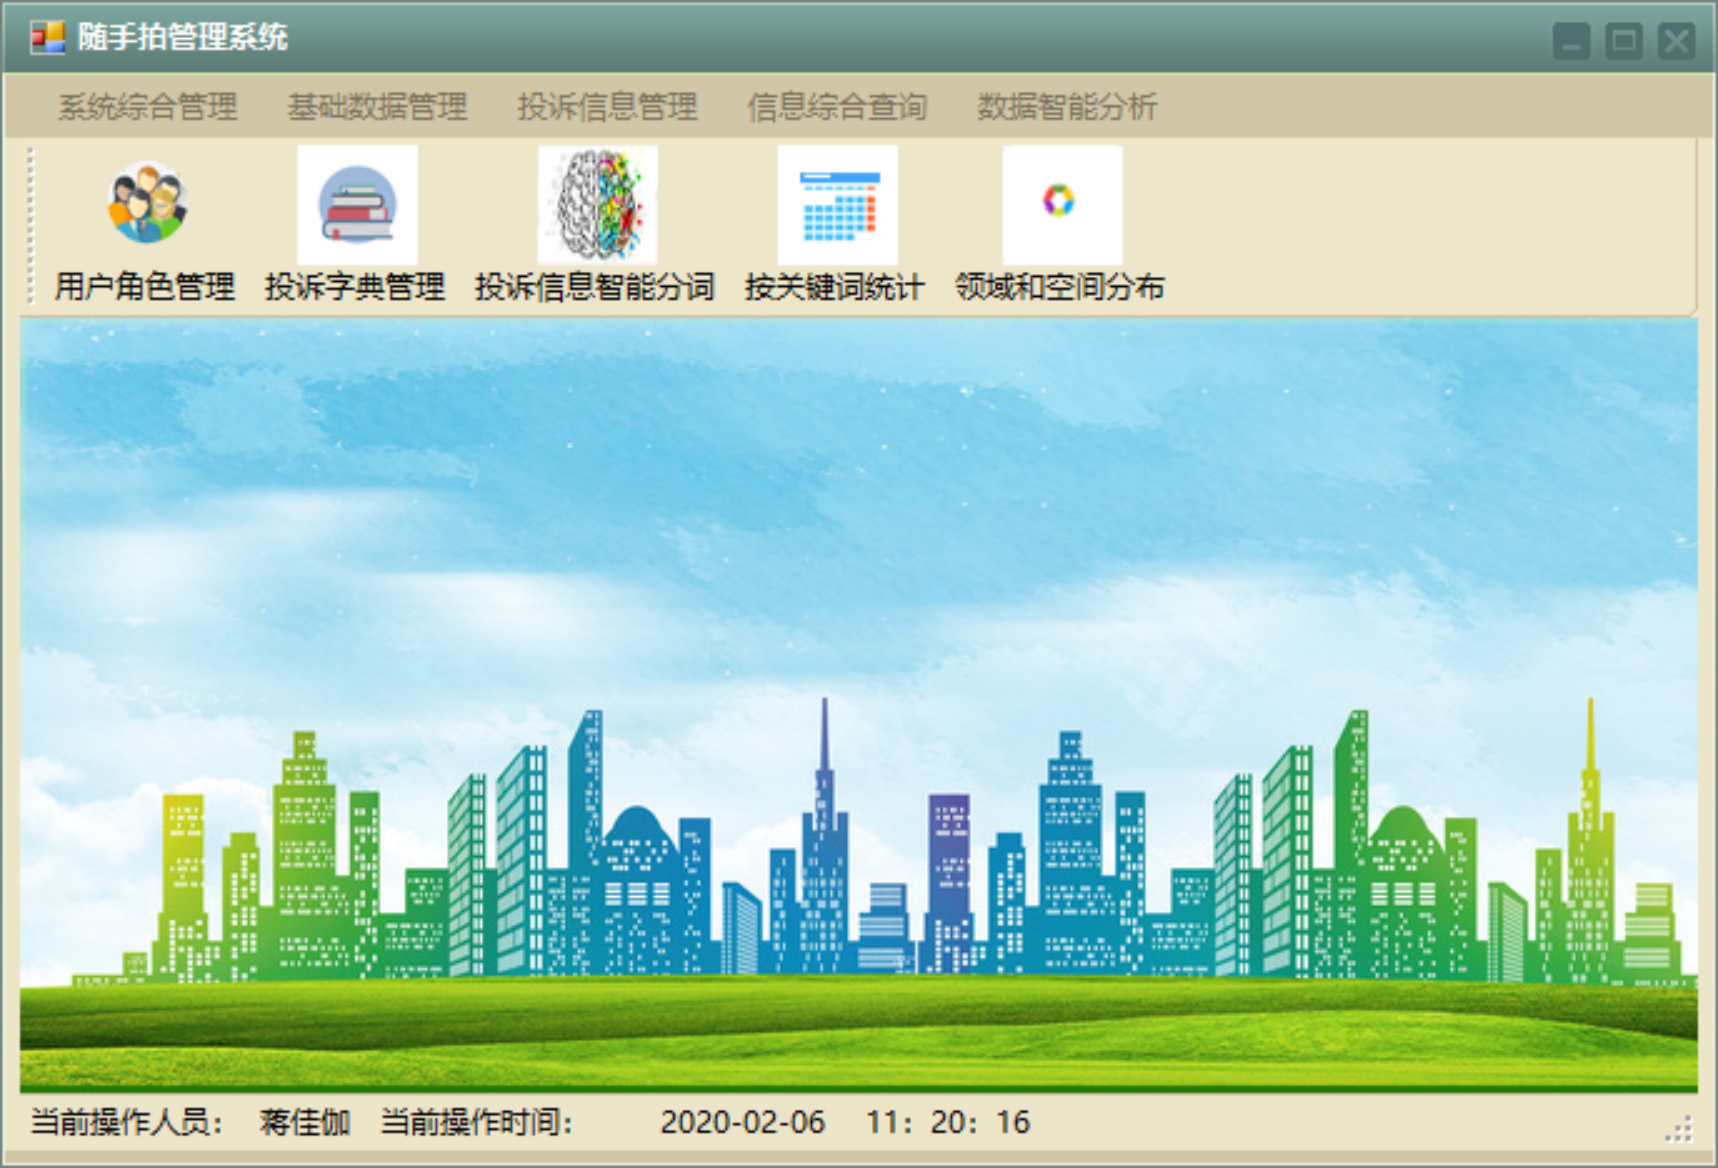 随手拍管理系统
系统综合管理 基础数据管理 投诉信息管理 信息综合查询 数据智能分析
用户角色管理 投诉字典管理 投诉信息智能分词 按关键词统计 领域和空间分布
当前操作人员： 蒋佳伽 当前操作时间： 2020-02-06 11：20：16